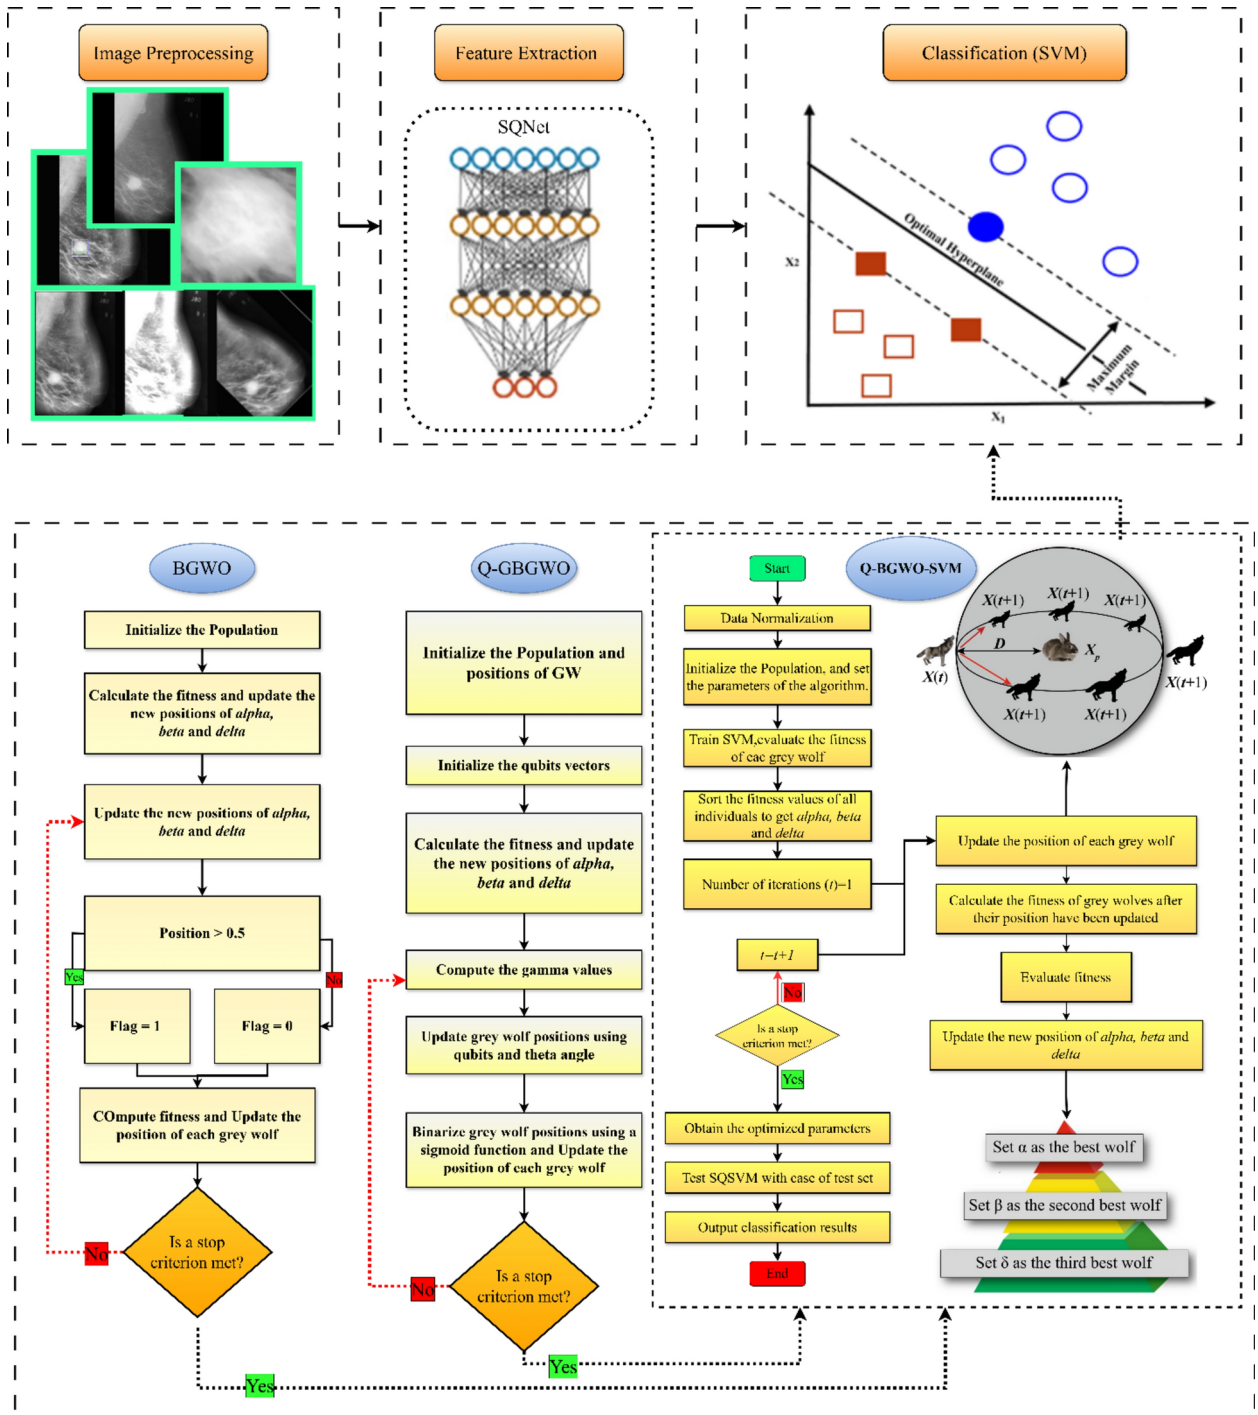 Image Preprocessing
Feature Extraction
Classification (SVM)
SQNet
X2
Optimal Hyperplane
Maximum
Margin
X1
BGWO
Initialize the Population
Calculate the fitness and update the
new positions of alpha,
beta and delta
Update the new positions of alpha,
beta and delta
Position > 0.5
Yes
No
Flag = 1
Flag = 0
COmpute fitness and Update the
position of each grey wolf
Is a stop
criterion met?
No
Yes
Q-GBGWO
Initialize the Population and
positions of GW
Initialize the qubits vectors
Calculate the fitness and update
the new positions of alpha,
beta and delta
Compute the gamma values
Update grey wolf positions using
qubits and theta angle
Binarize grey wolf positions using a
sigmoid function and Update the
position of each grey wolf
Is a stop
criterion met?
No
Yes
Q-BGWO-SVM
Start
Data Normalization
Initialize the Population, and set
the parameters of the algorithm.
Train SVM,evaluate the fitness
of eac grey wolf
Sort the fitness values of all
individuals to get alpha, beta
and delta
Number of iterations (t)−1
t−t+1
No
Is a stop
criterion met?
Yes
Obtain the optimized parameters
Test SQSVM with case of test set
Output classification results
End
X(t+1)
X(t+1)
X(t+1)
D
Xp
X(t)
X(t+1)
X(t+1)
X(t+1)
Update the position of each grey wolf
Calculate the fitness of grey wolves after
their position have been updated
Evaluate fitness
Update the new position of alpha, beta and
delta
Set α as the best wolf
Set β as the second best wolf
Set δ as the third best wolf